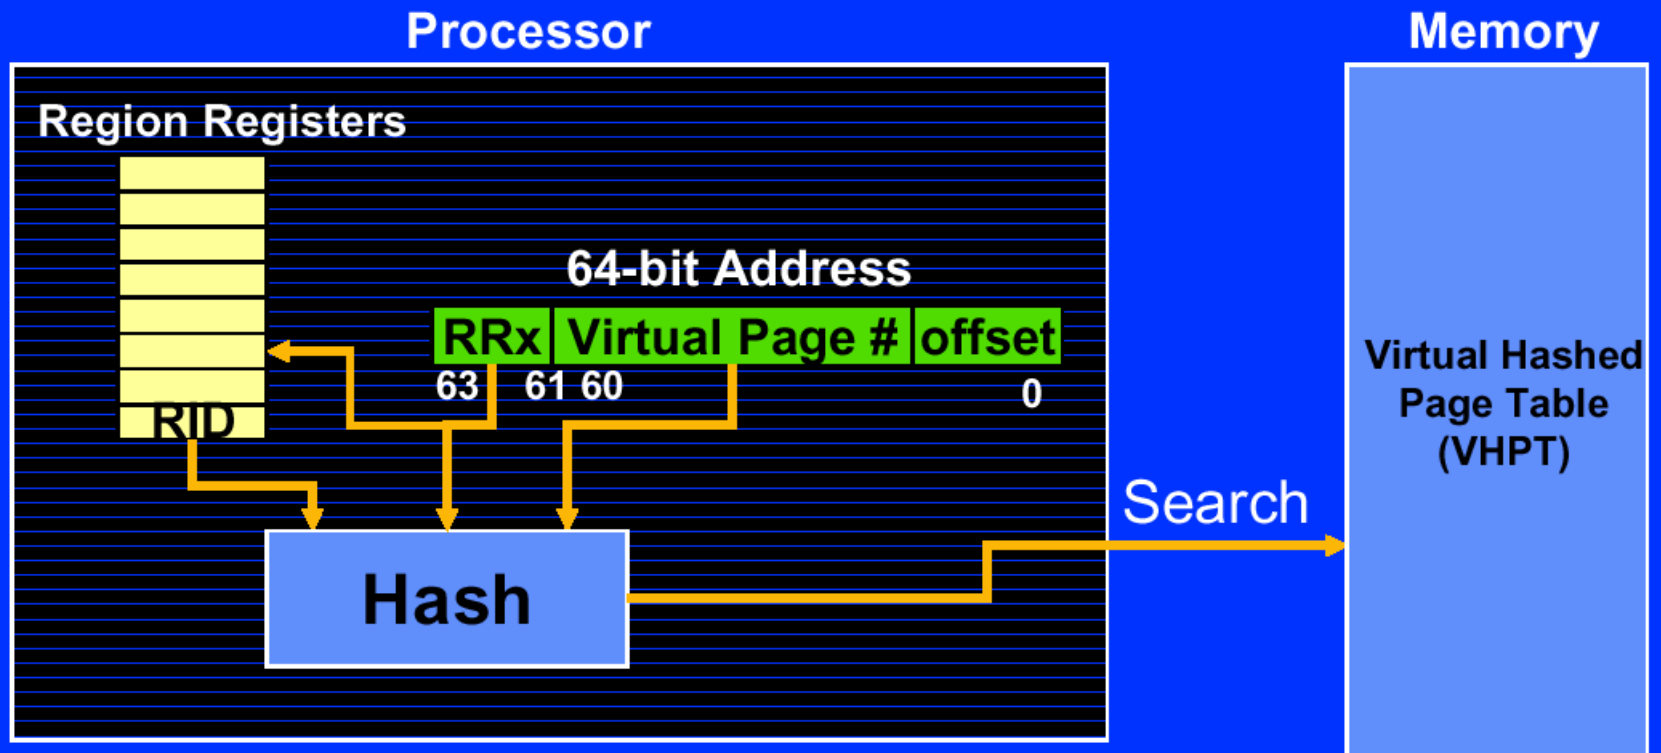 Processor
Memory
Region Registers
64-bit Address
RRx Virtual Page # offset
63 61 60 0
RID
Virtual Hashed
Page Table
(VHPT)
Search
Hash